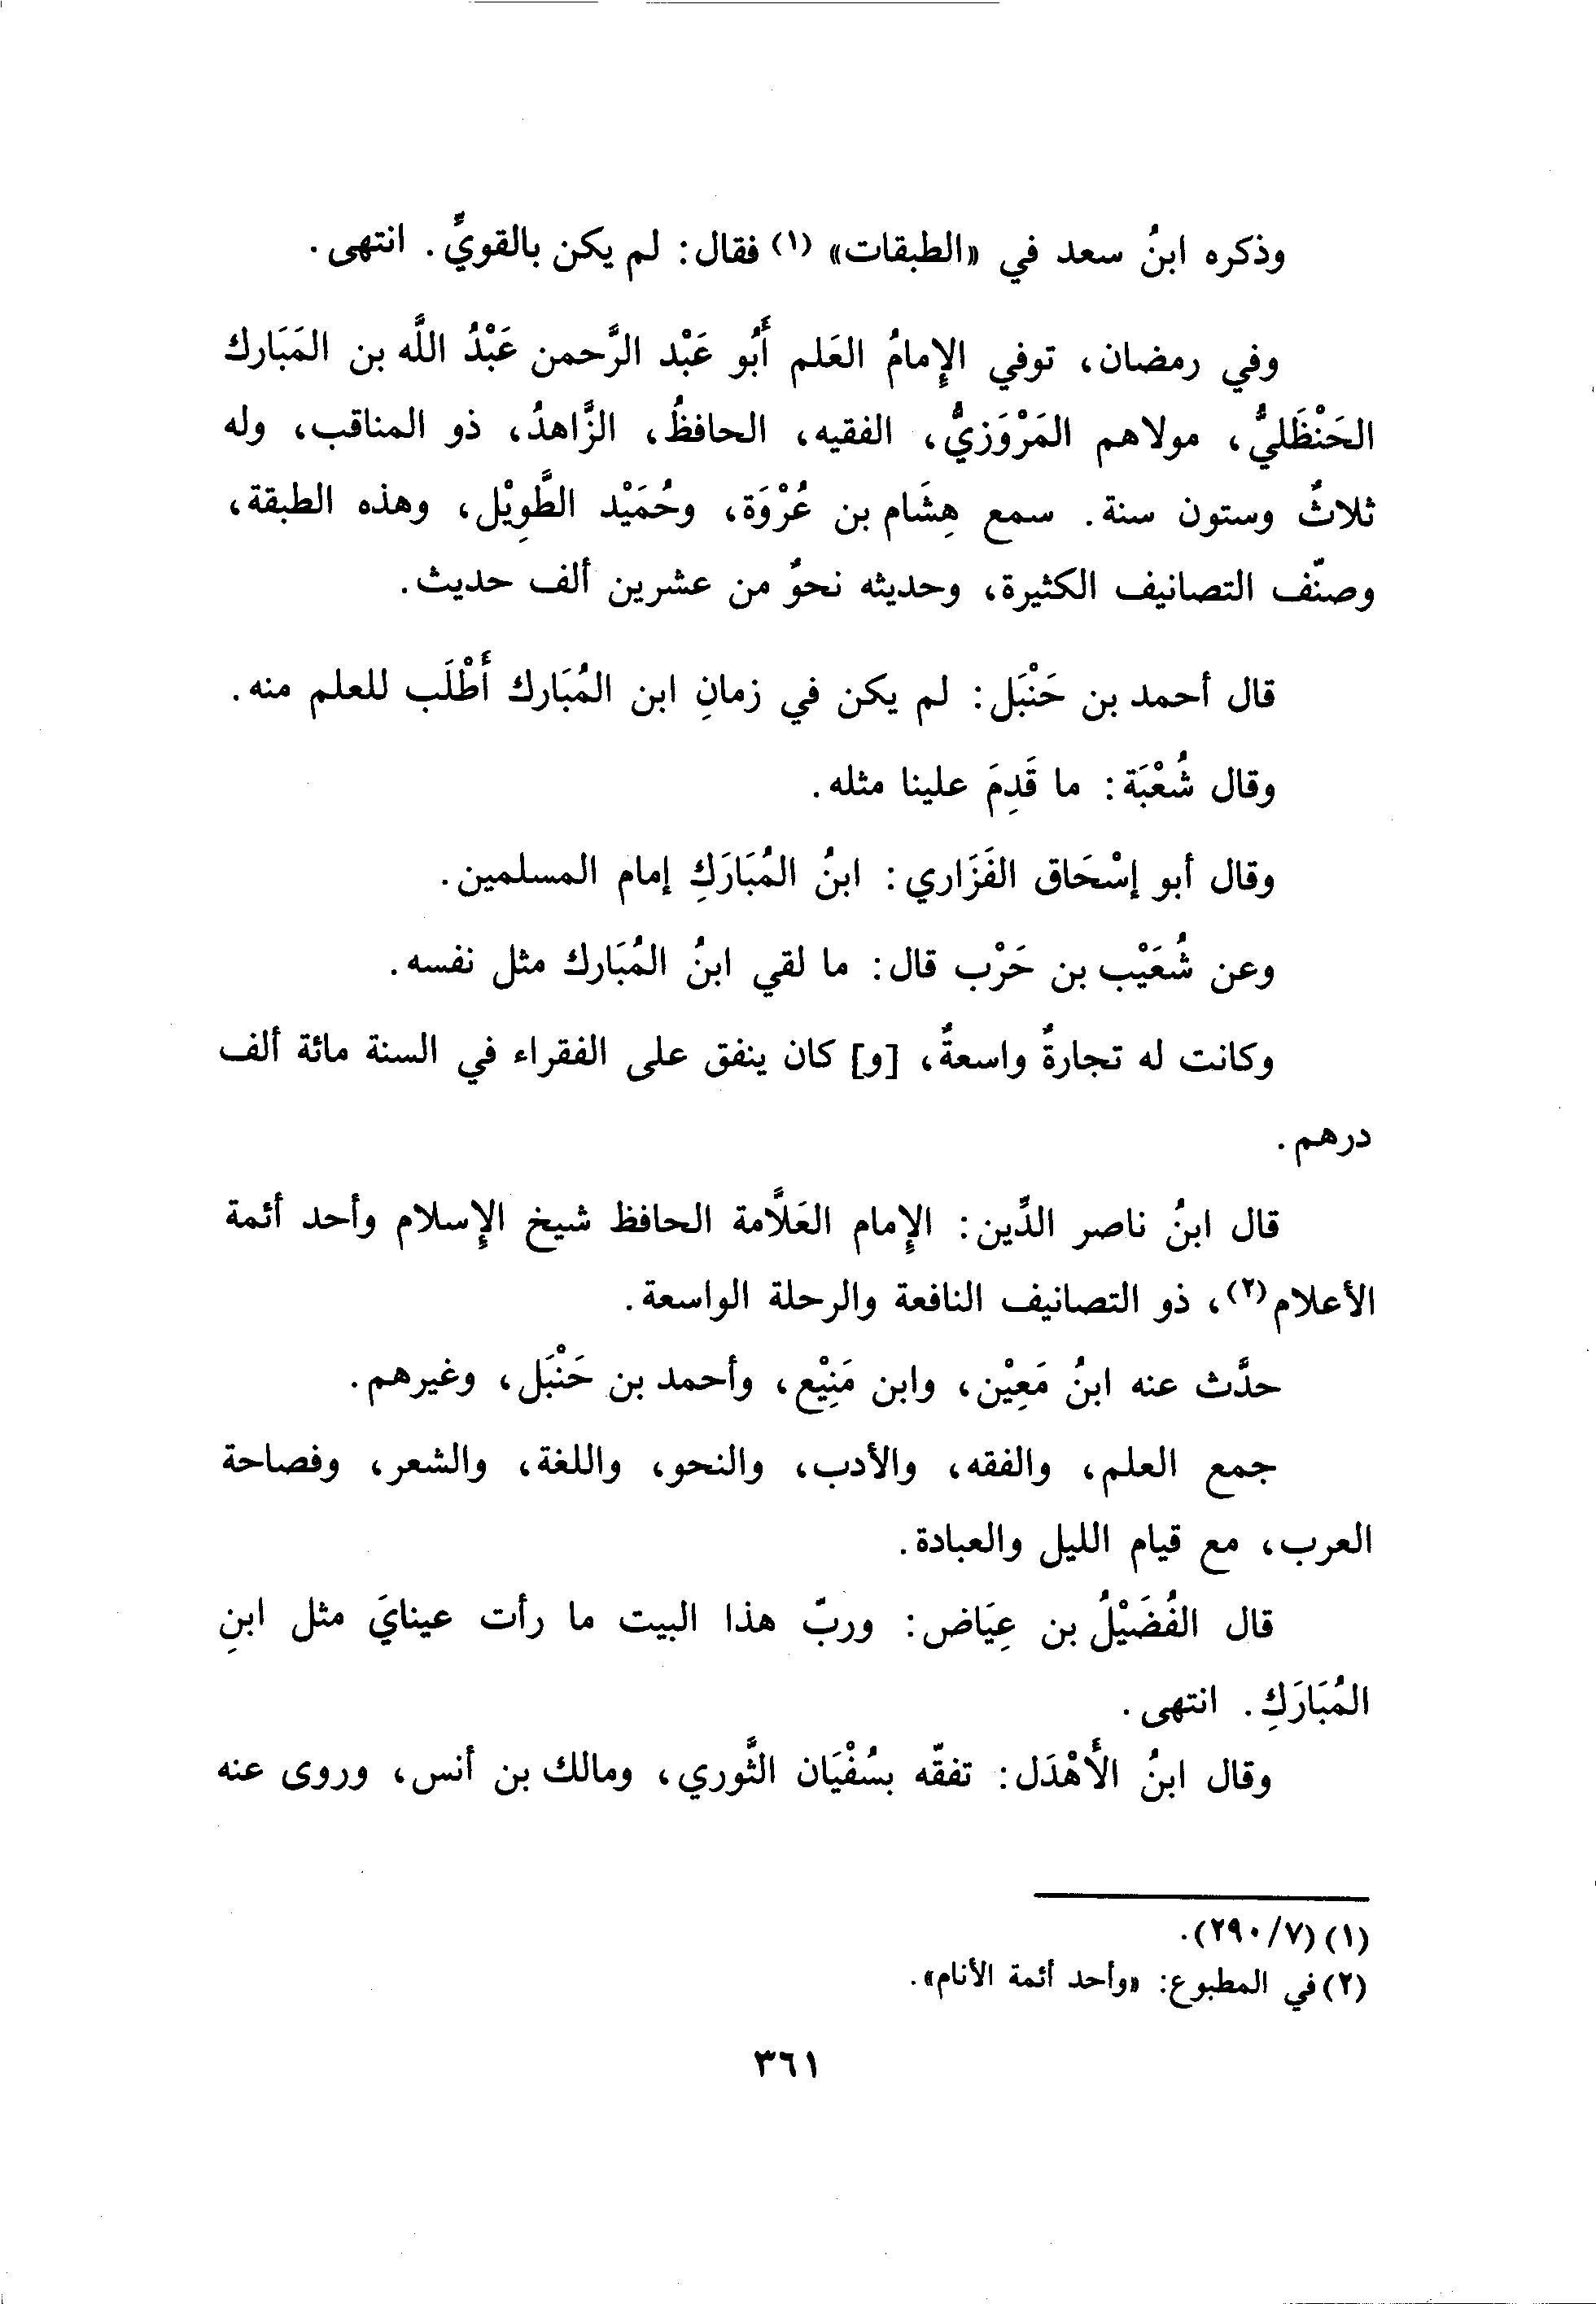 وذكره ابنُ سعد في «الطبقات» (١) فقال: لم يكن بالقويِّ. انتهى.
وفي رمضان، توفي الإِمامُ العَلم أَبُو عَبْد الرَّحمن عَبْدُ اللَّه بن المَبَارك
الحَنْظَليُّ، مولاهم المَرْوَزيُّ، الفقيه، الحافظُ، الزَّاهدُ، ذو المناقب، وله
ثلاثٌ وستون سنة. سمع هِشَام بن عُرْوَة، وحُمَيْد الطَّوِيْل، وهذه الطبقة،
وصنّف التصانيف الكثيرة، وحديثه نحوٌ من عشرين ألف حديث.
قال أحمد بن حَنْبَل: لم يكن في زمانِ ابن المُبَارك أَطْلَب للعلم منه.
وقال شُعْبَة: ما قَدِمَ علينا مثله.
وقال أبو إسْحَاق الفَزَاري: ابنُ المُبَارَكِ إمام المسلمين.
وعن شُعَيْب بن حَرْب قال: ما لقي ابنُ المُبَارك مثل نفسه.
وكانت له تجارةٌ واسعةٌ، [و] كان ينفق على الفقراء في السنة مائة ألف
درهم.
قال ابنُ ناصر الدِّين: الإِمام العَلاَّمة الحافظ شيخ الإِسلام وأحد أئمة
الأعلام(٢)، ذو التصانيف النافعة والرحلة الواسعة.
حدَّث عنه ابنُ مَعِيْن، وابن مَنِيْع، وأحمد بن حَنْبَل، وغيرهم.
جمع العلم، والفقه، والأدب، والنحو، واللغة، والشعر، وفصاحة
العرب، مع قيام الليل والعبادة.
قال الفُضَيْلُ بن عِيَاض: وربّ هذا البيت ما رأت عينايَ مثل ابنِ
المُبَارَكِ. انتهى.
وقال ابنُ الأَهْدَل: تفقّه بسُفْيَان الثَّوري، ومالك بن أنس، وروى عنه
(١) (٧/ ٢٩٠).
(٢) في المطبوع: «وأحد أئمة الأنام».
٣٦١